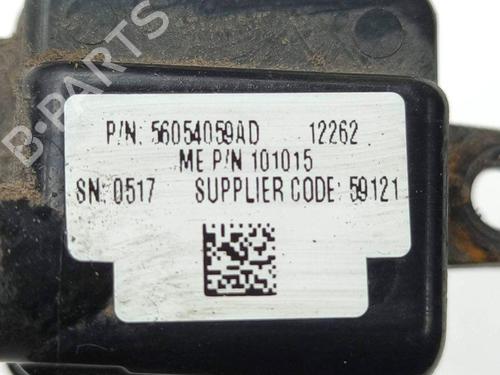 B-PARTS
P/N: 56054059AD 12262
ME P/N 101015
SN: 0517 SUPPLIER CODE: 59121